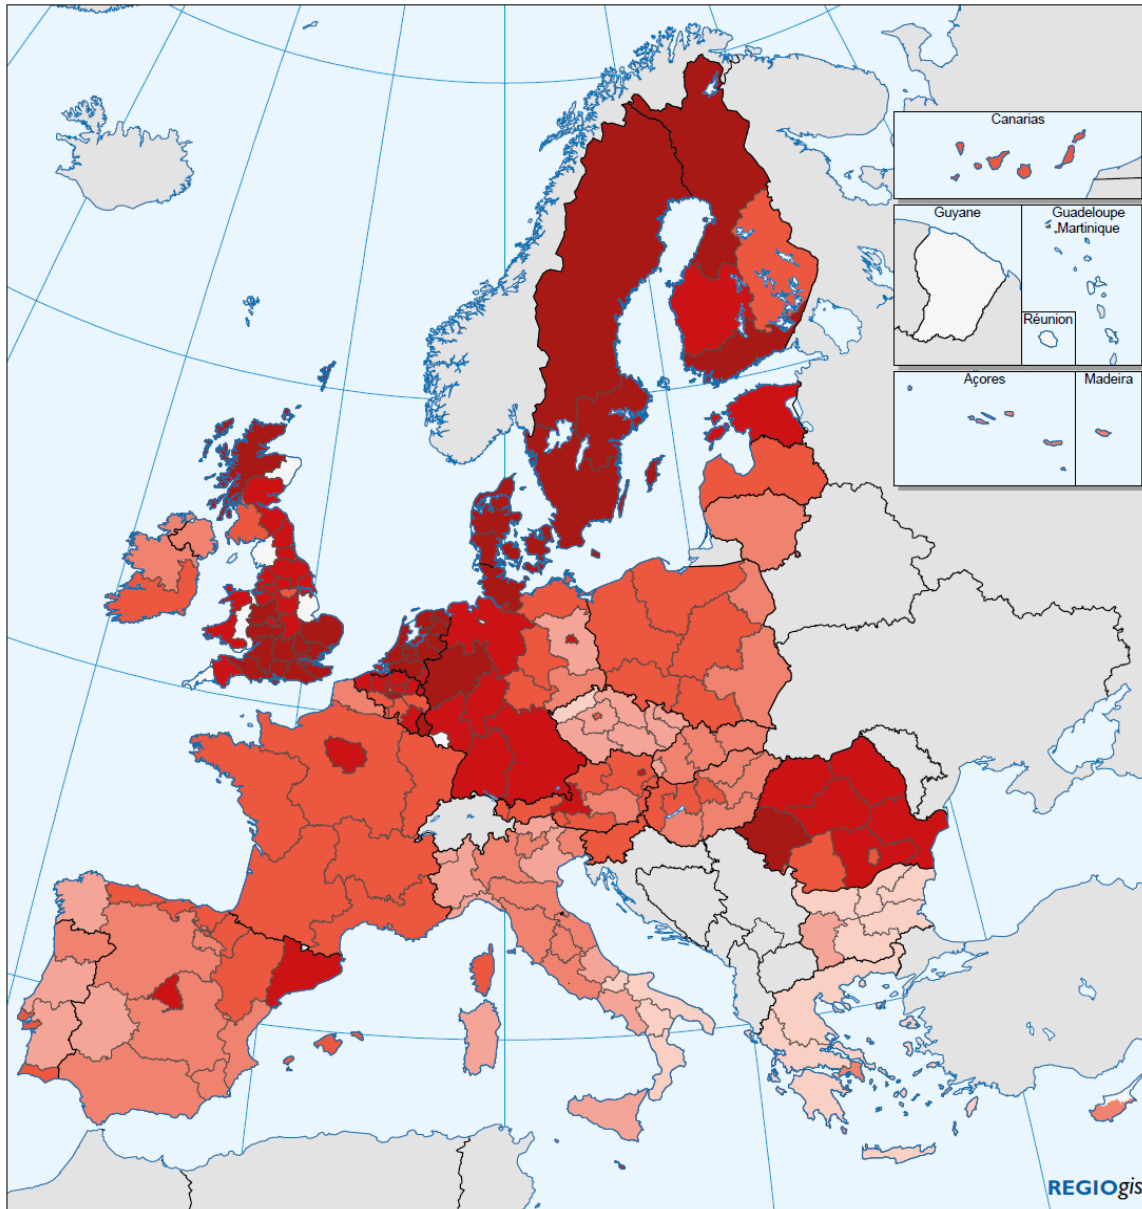 Canarias
Guyane
Guadeloupe
Martinique
Réunion
Açores
Madeira
REGIOgis